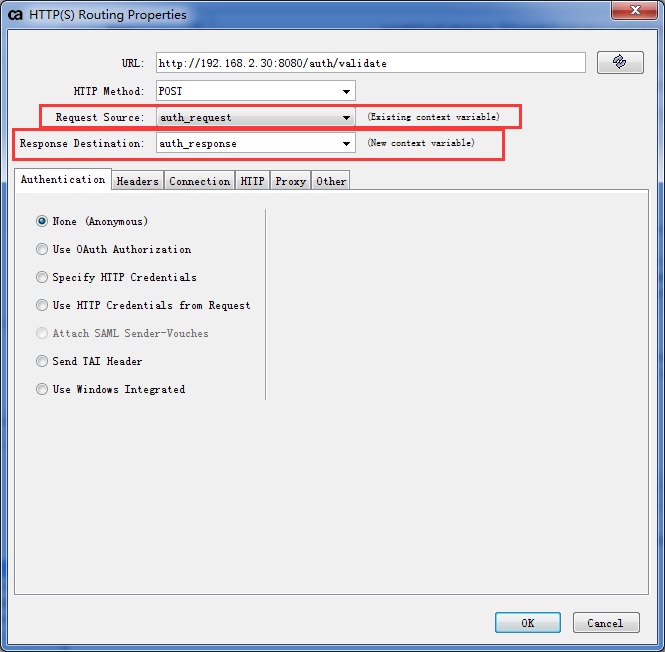 ca HTTP(S) Routing Properties
URL: http://192.168.2.30:8080/auth/validate
HTTP Method: POST
Request Source: auth_request (Existing context variable)
Response Destination: auth_response (New context variable)
Authentication Headers Connection HTTP Proxy Other
None (Anonymous)
Use OAuth Authorization
Specify HTTP Credentials
Use HTTP Credentials from Request
Attach SAML Sender-Vouches
Send TAI Header
Use Windows Integrated
OK Cancel